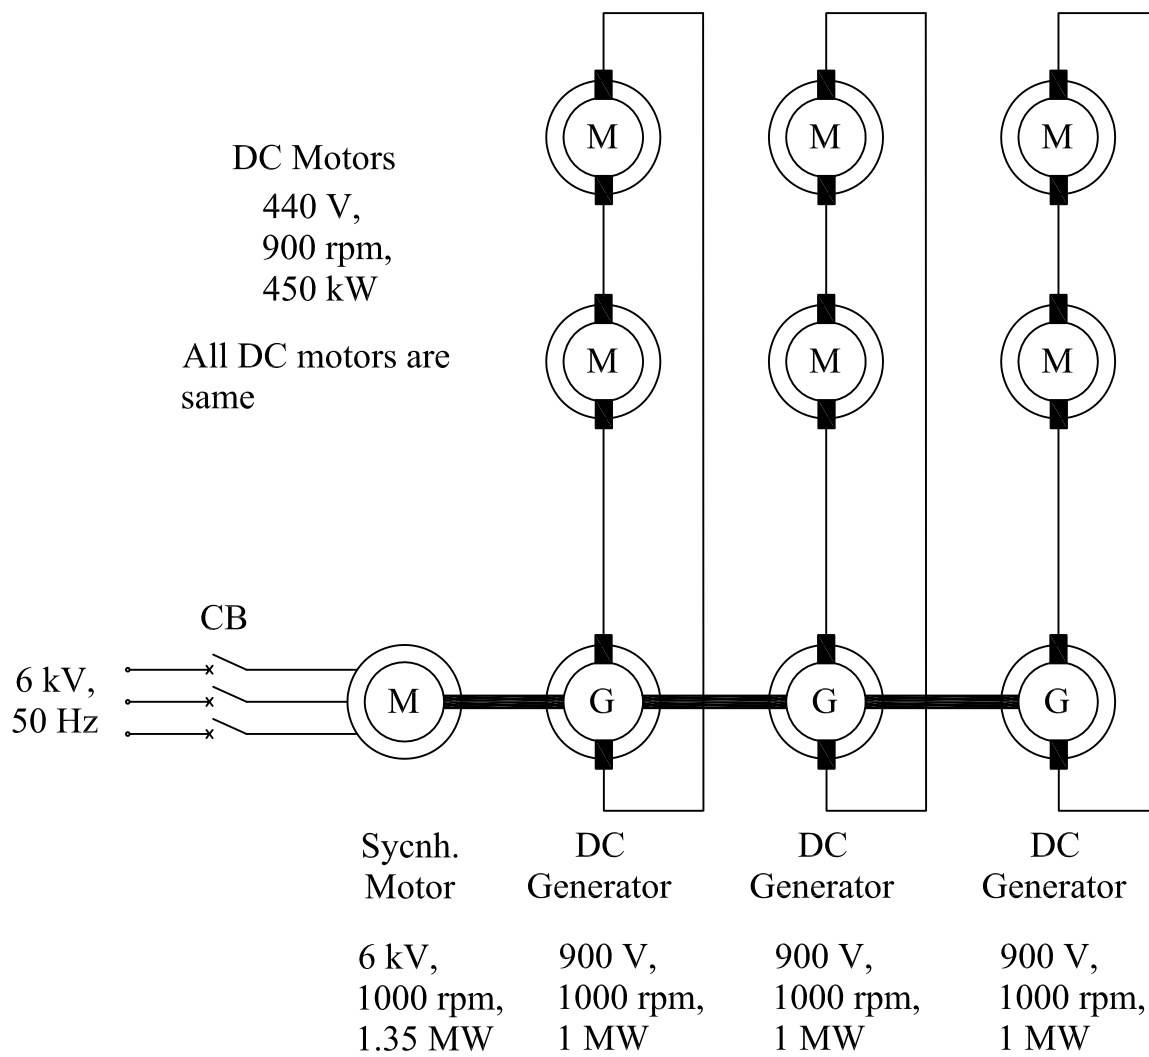 M M M
DC Motors
440 V,
900 rpm,
450 kW
M M M
All DC motors are
same
CB
6 kV,
50 Hz
M G G G
Sycnh.
Motor
DC
Generator
DC
Generator
DC
Generator
6 kV,
1000 rpm,
1.35 MW
900 V,
1000 rpm,
1 MW
900 V,
1000 rpm,
1 MW
900 V,
1000 rpm,
1 MW